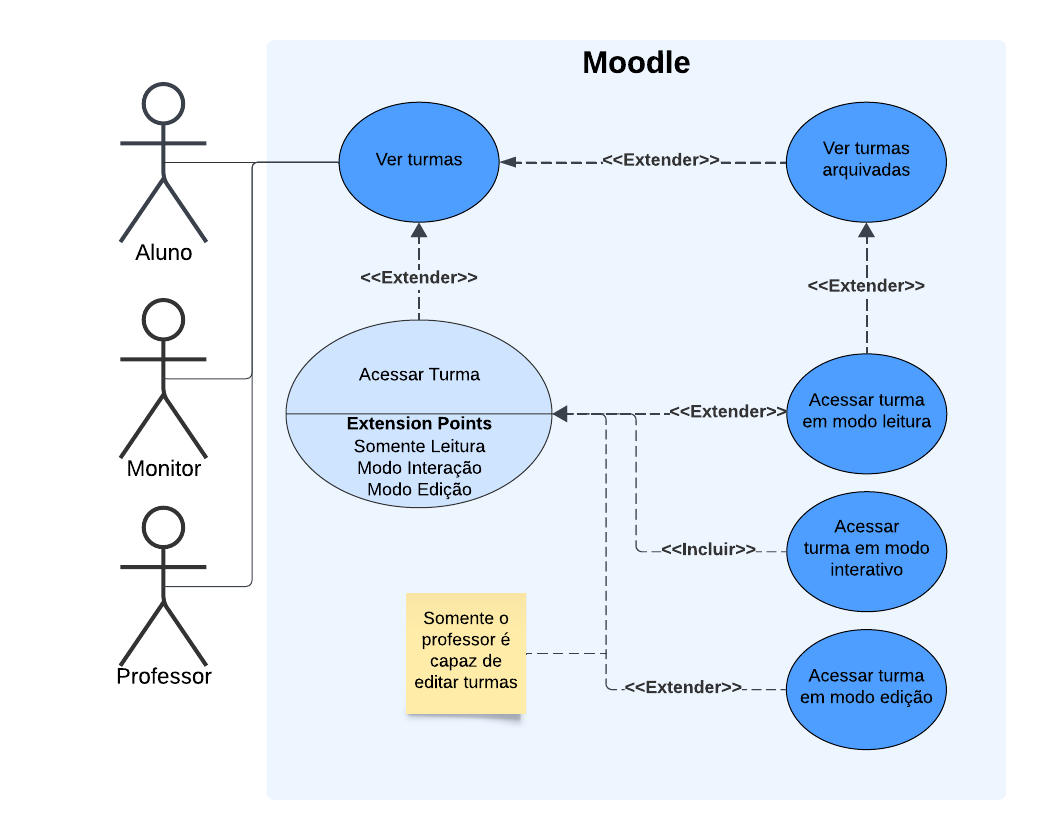 Moodle
Ver turmas
<<Extender>>
Ver turmas
arquivadas
Aluno
<<Extender>>
<<Extender>>
Acessar Turma
Extension Points
Somente Leitura
Modo Interação
Modo Edição
<<Extender>>
Acessar turma
em modo leitura
Monitor
<<Incluir>>
Acessar
turma em modo
interativo
Somente o
professor é
capaz de
editar turmas
<<Extender>>
Acessar turma
em modo edição
Professor